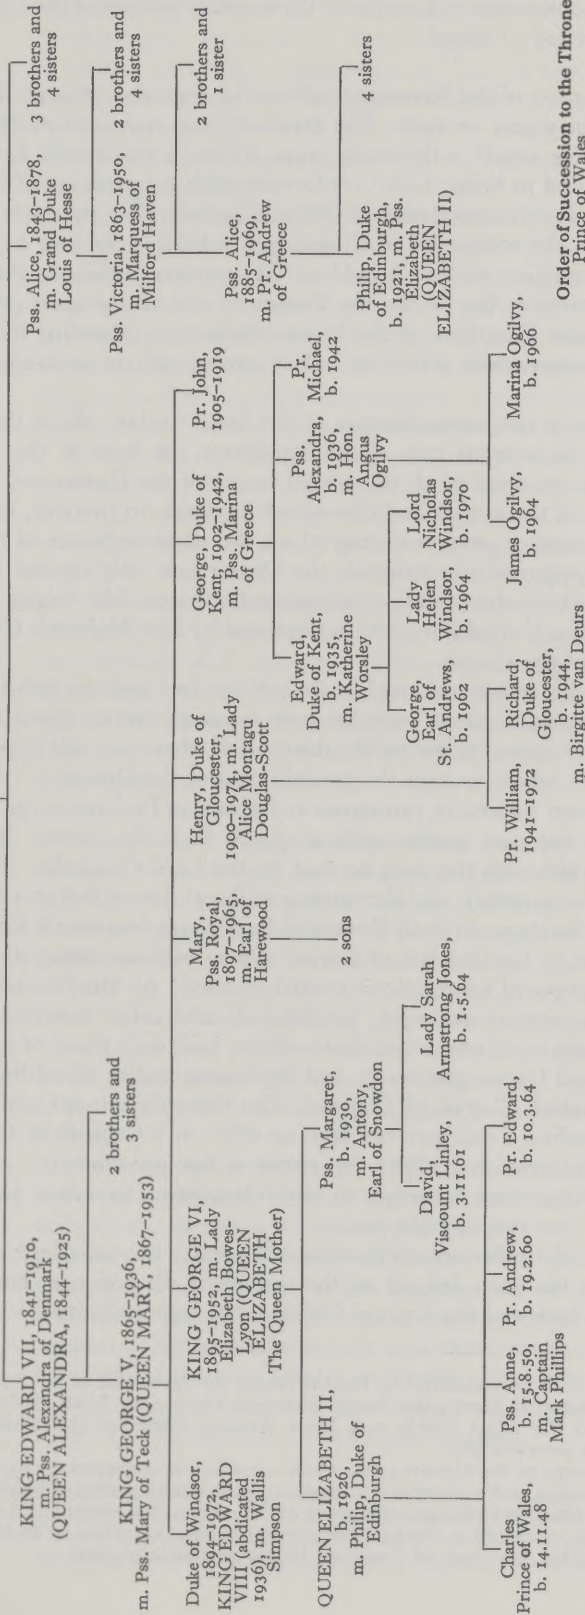 KING EDWARD VII, 1841–1910,
m. Pss. Alexandra of Denmark
(QUEEN ALEXANDRA, 1844–1925)
Pss. Alice, 1843–1878,
m. Grand Duke
Louis of Hesse
3 brothers and
4 sisters
KING GEORGE V, 1865–1936,
m. Pss. Mary of Teck (QUEEN MARY, 1867–1953)
2 brothers and
3 sisters
Pss. Victoria, 1863–1950,
m. Marquess of
Milford Haven
2 brothers and
4 sisters
Duke of Windsor,
1894–1972,
KING EDWARD
VIII (abdicated
1936), m. Wallis
Simpson
KING GEORGE VI,
1895–1952, m. Lady
Elizabeth Bowes-
Lyon (QUEEN
ELIZABETH
The Queen Mother)
Mary,
Pss. Royal,
1897–1965,
m. Earl of
Harewood
Henry, Duke of
Gloucester,
1900–1974, m. Lady
Alice Montagu
Douglas-Scott
George, Duke of
Kent, 1902–1942,
m. Pss. Marina
of Greece
Pr. John,
1905–1919
Pss. Alice,
1885–1969,
m. Pr. Andrew
of Greece
2 brothers and
1 sister
QUEEN ELIZABETH II,
b. 1926,
m. Philip, Duke of
Edinburgh
Pss. Margaret,
b. 1930,
m. Antony,
Earl of Snowdon
2 sons
Edward,
Duke of Kent,
b. 1935,
m. Katherine
Worsley
Pss.
Alexandra,
b. 1936,
m. Hon.
Angus
Ogilvy
Pr.
Michael,
b. 1942
Philip, Duke
of Edinburgh,
b. 1921, m. Pss.
Elizabeth
(QUEEN
ELIZABETH II)
4 sisters
David,
Viscount Linley,
b. 3.11.61
Lady Sarah
Armstrong Jones,
b. 1.5.64
George,
Earl of
St. Andrews,
b. 1962
Lady
Helen
Windsor,
b. 1964
Lord
Nicholas
Windsor,
b. 1970
Charles
Prince of Wales,
b. 14.11.48
Pss. Anne,
b. 15.8.50,
m. Captain
Mark Phillips
Pr. Andrew,
b. 19.2.60
Pr. Edward,
b. 10.3.64
Pr. William,
1941–1972
Richard,
Duke of
Gloucester,
b. 1944,
m. Birgitte van Deurs
James Ogilvy,
b. 1964
Marina Ogilvy,
b. 1966
Order of Succession to the Throne
Prince of Wales